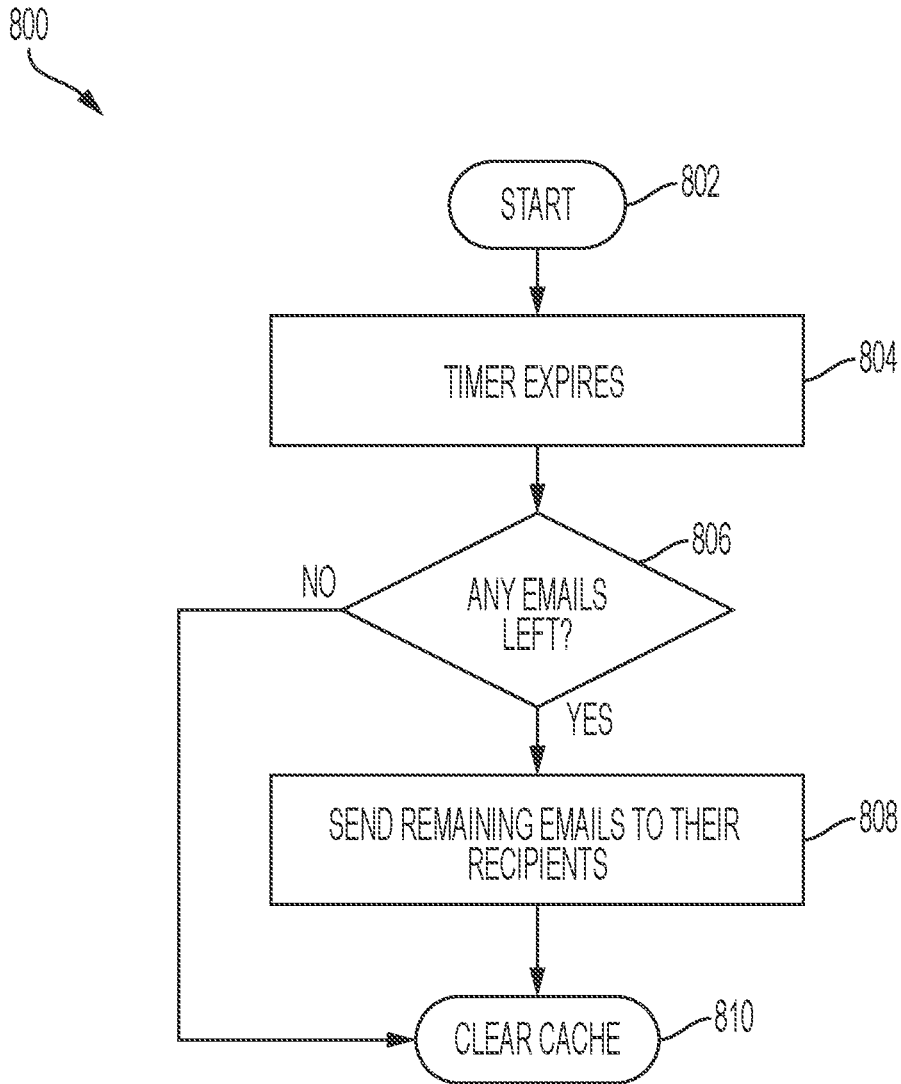 800
START
802
TIMER EXPIRES
804
806
NO
ANY EMAILS
LEFT?
YES
SEND REMAINING EMAILS TO THEIR
RECIPIENTS
808
CLEAR CACHE
810